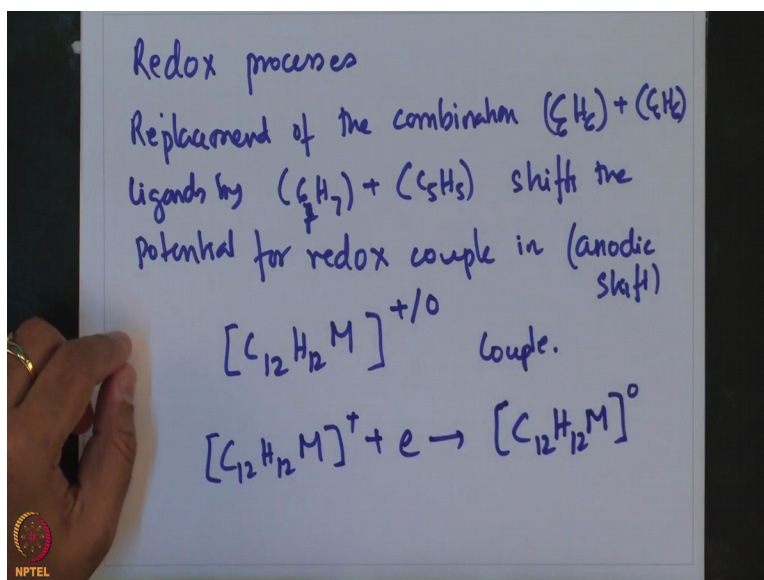 Redox processes
Replacement of the combination (C₆H₆) + (C₆H₆)
ligands by (C₇H₇) + (C₅H₅) shifts the
potential for redox couple in (anodic
shift)
[C₁₂H₁₂M]⁺/⁰ couple.
[C₁₂H₁₂M]⁺ + e → [C₁₂H₁₂M]⁰
NPTEL